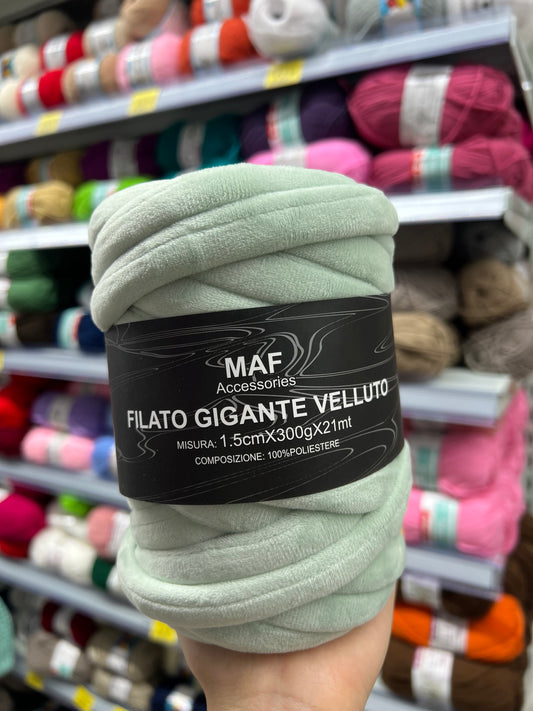 MAF
Accessories
FILATO GIGANTE VELLUTO
MISURA: 1.5cmX300gX21mt
COMPOSIZIONE: 100%POLIESTERE